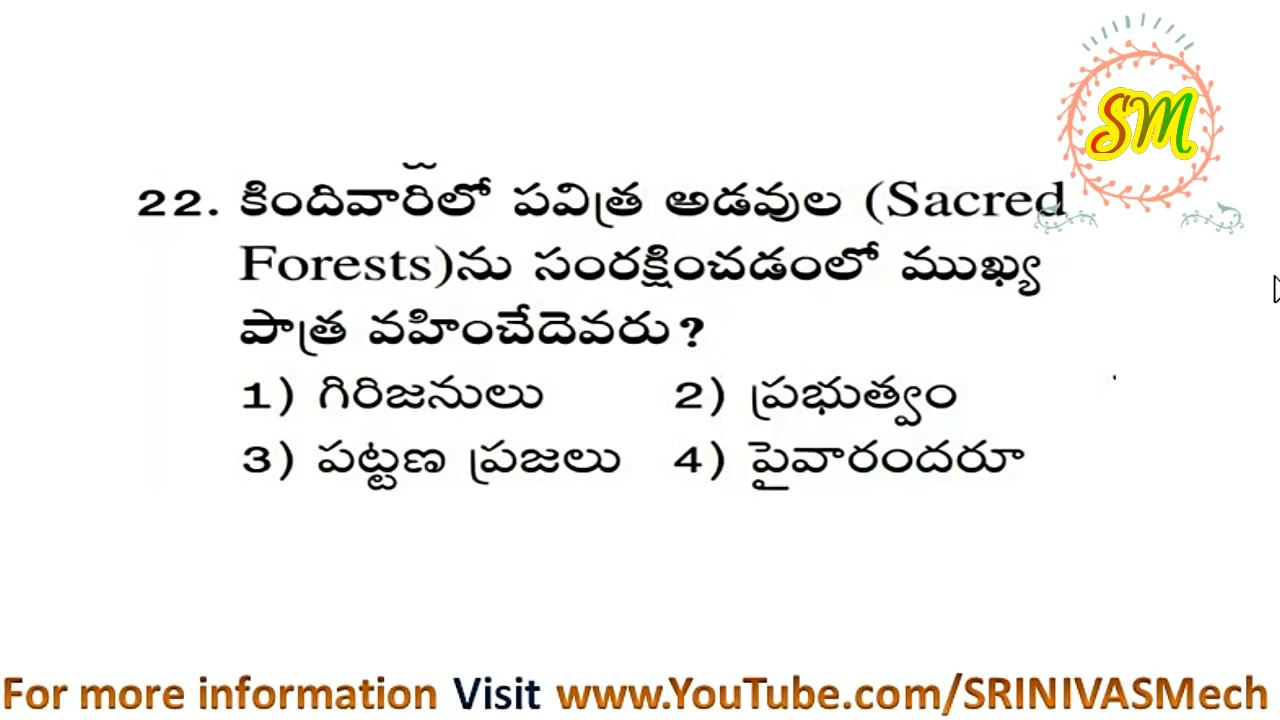 SM
22. కిందివారిలో పవిత్ర అడవుల (Sacred
Forests)ను సంరక్షించడంలో ముఖ్య
పాత్ర వహించేదెవరు?
1) గిరిజనులు 2) ప్రభుత్వం
3) పట్టణ ప్రజలు 4) పైవారందరూ
For more information Visit www.YouTube.com/SRINIVASMech